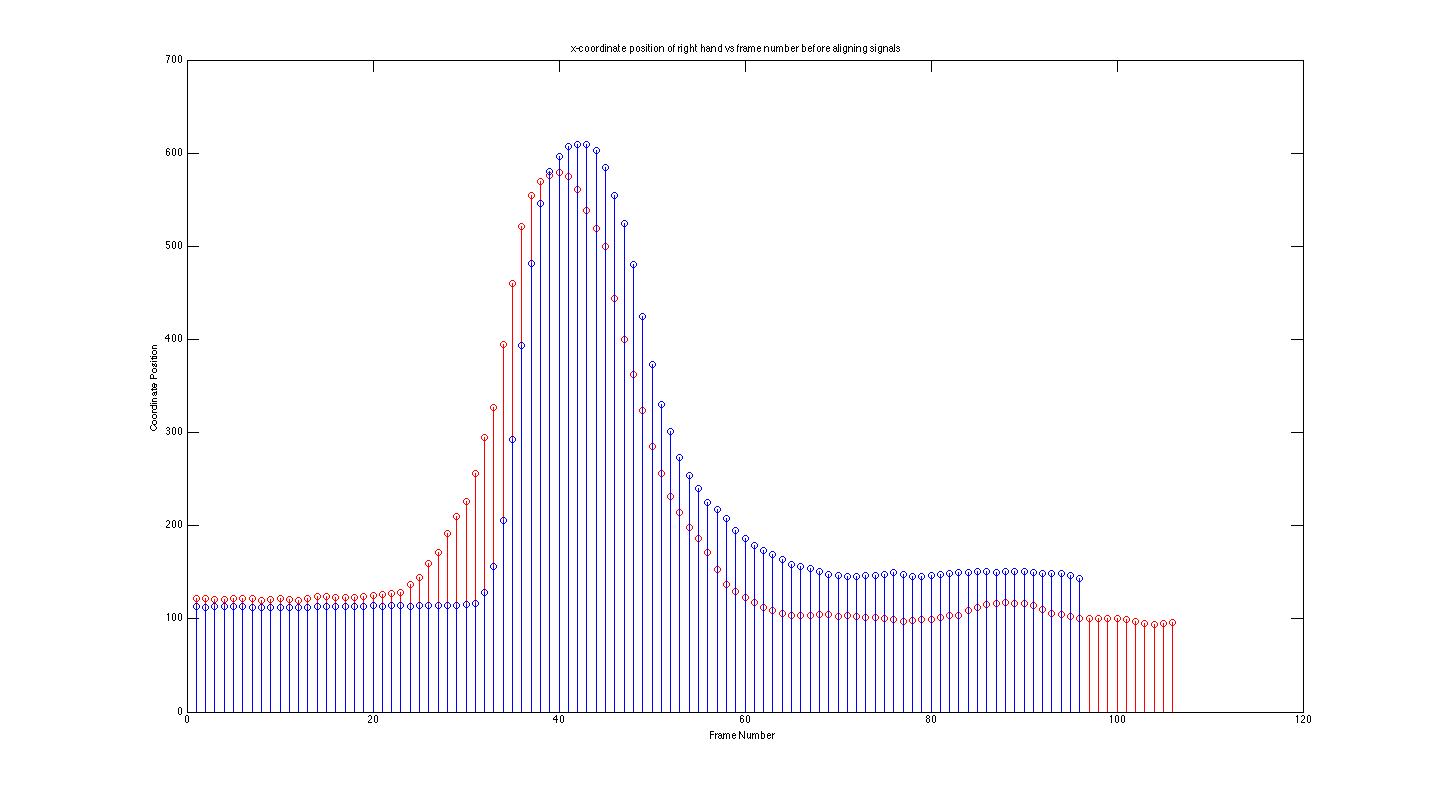 x-coordinate position of right hand vs frame number before aligning signals
700
600
500
400
300
200
100
0
Coordinate Position
0 20 40 60 80 100 120
Frame Number